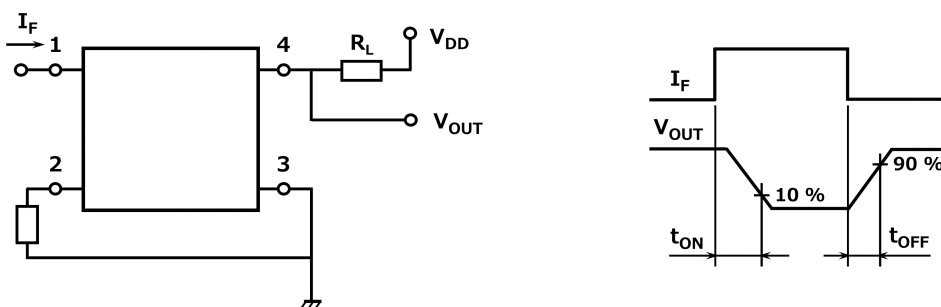 I_F
1
4
R_L
V_DD
V_OUT
2
3
I_F
V_OUT
90 %
10 %
t_ON
t_OFF